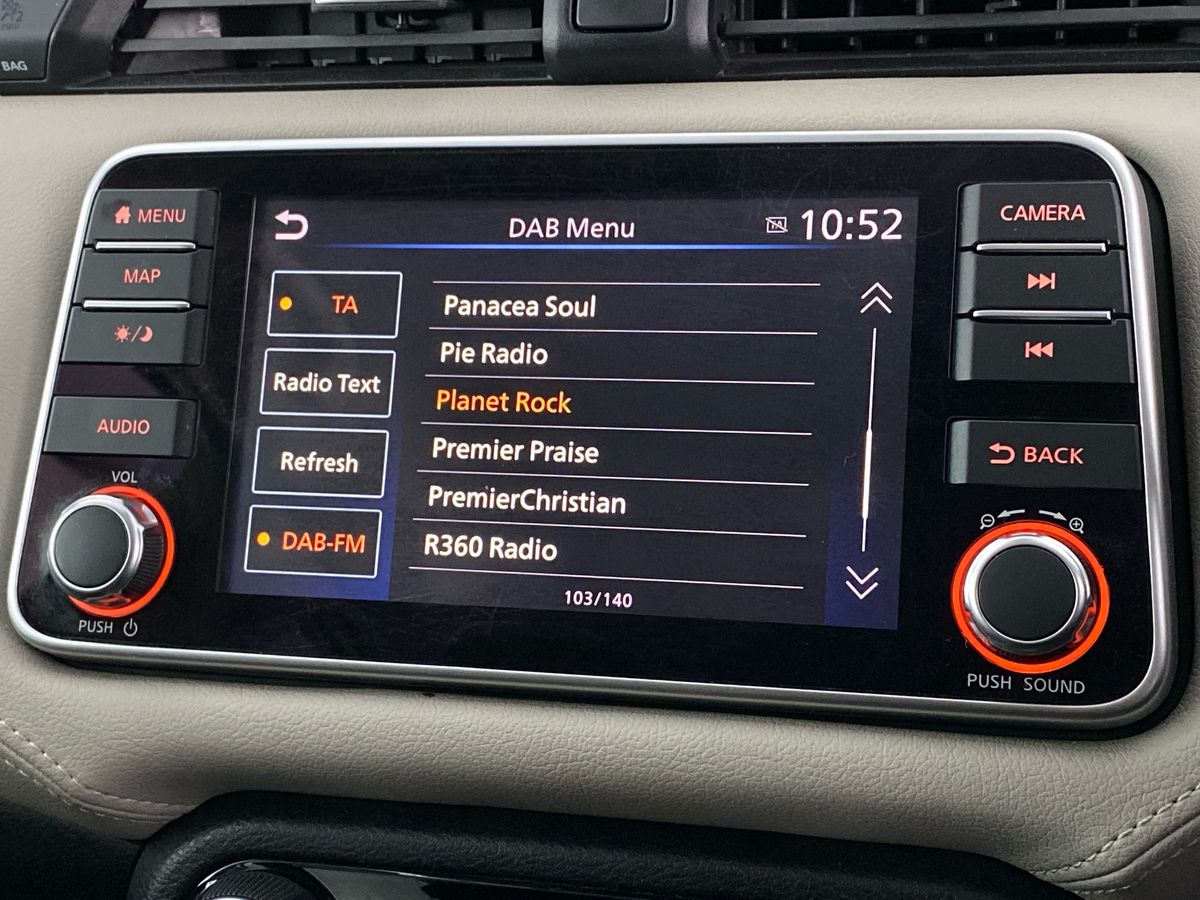 BAG
MENU
MAP
AUDIO
VOL
PUSH
DAB Menu
TA
10:52
TA
Radio Text
Refresh
DAB-FM
Panacea Soul
Pie Radio
Planet Rock
Premier Praise
PremierChristian
R360 Radio
103/140
CAMERA
BACK
PUSH SOUND